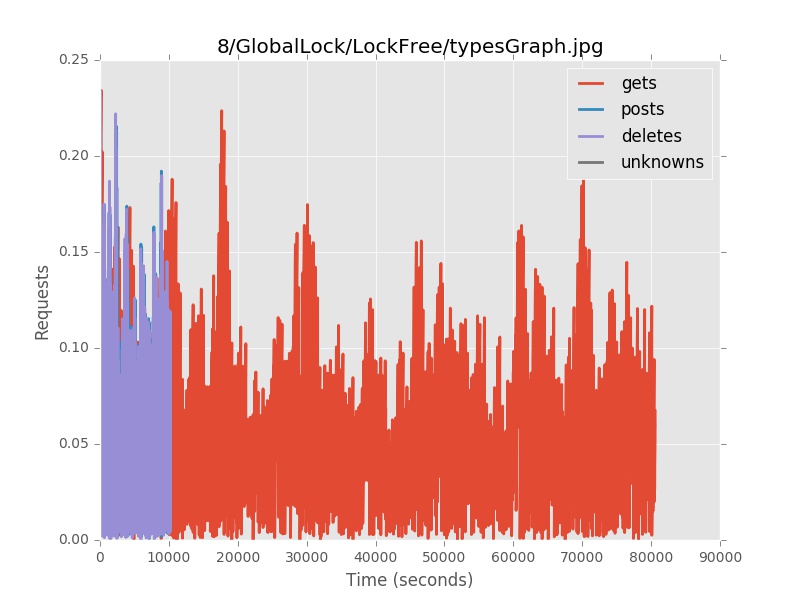 8/GlobalLock/LockFree/typesGraph.jpg
0.25
0.20
0.15
0.10
0.05
0.00
Requests
gets
posts
deletes
unknowns
0 10000 20000 30000 40000 50000 60000 70000 80000 90000
Time (seconds)